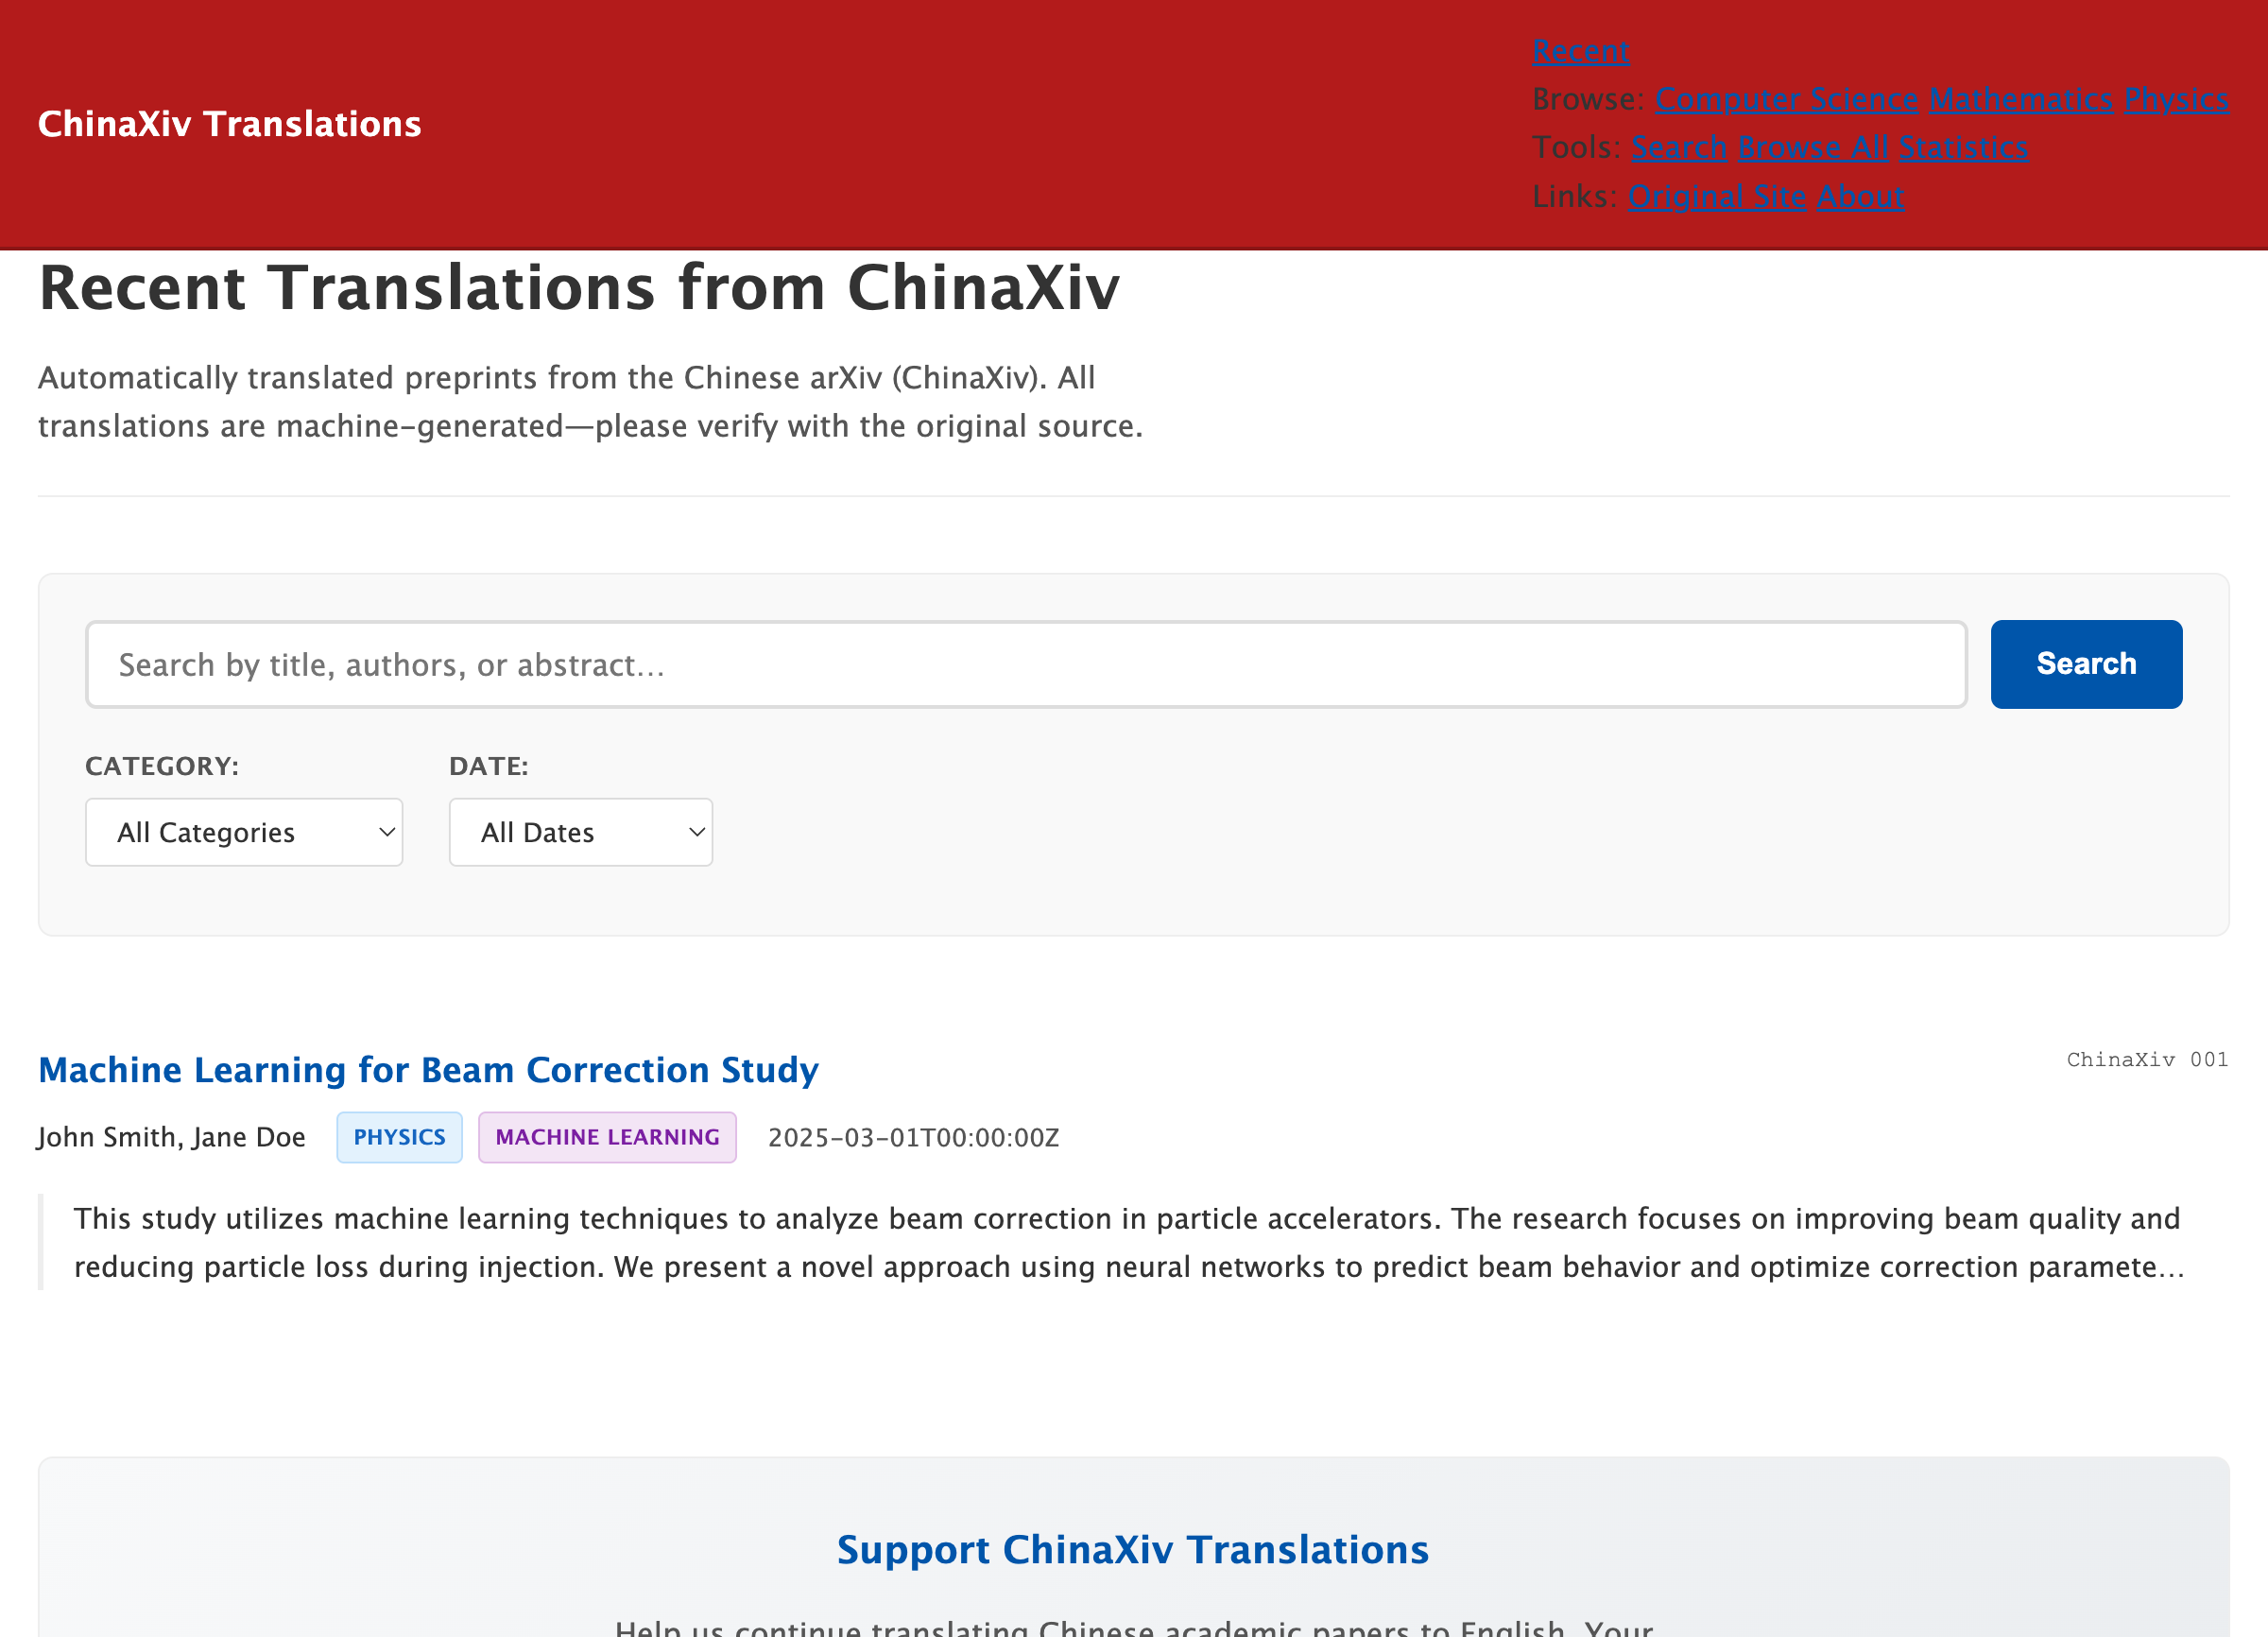 ChinaXiv Translations
Recent
Browse: Computer Science Mathematics Physics
Tools: Search Browse All Statistics
Links: Original Site About
Recent Translations from ChinaXiv
Automatically translated preprints from the Chinese arXiv (ChinaXiv). All
translations are machine-generated—please verify with the original source.
Search by title, authors, or abstract...
Search
CATEGORY:
DATE:
All Categories
All Dates
Machine Learning for Beam Correction Study
ChinaXiv 001
John Smith, Jane Doe PHYSICS MACHINE LEARNING 2025-03-01T00:00:00Z
This study utilizes machine learning techniques to analyze beam correction in particle accelerators. The research focuses on improving beam quality and
reducing particle loss during injection. We present a novel approach using neural networks to predict beam behavior and optimize correction paramete…
Support ChinaXiv Translations
Help us continue translating Chinese academic papers to English. Your